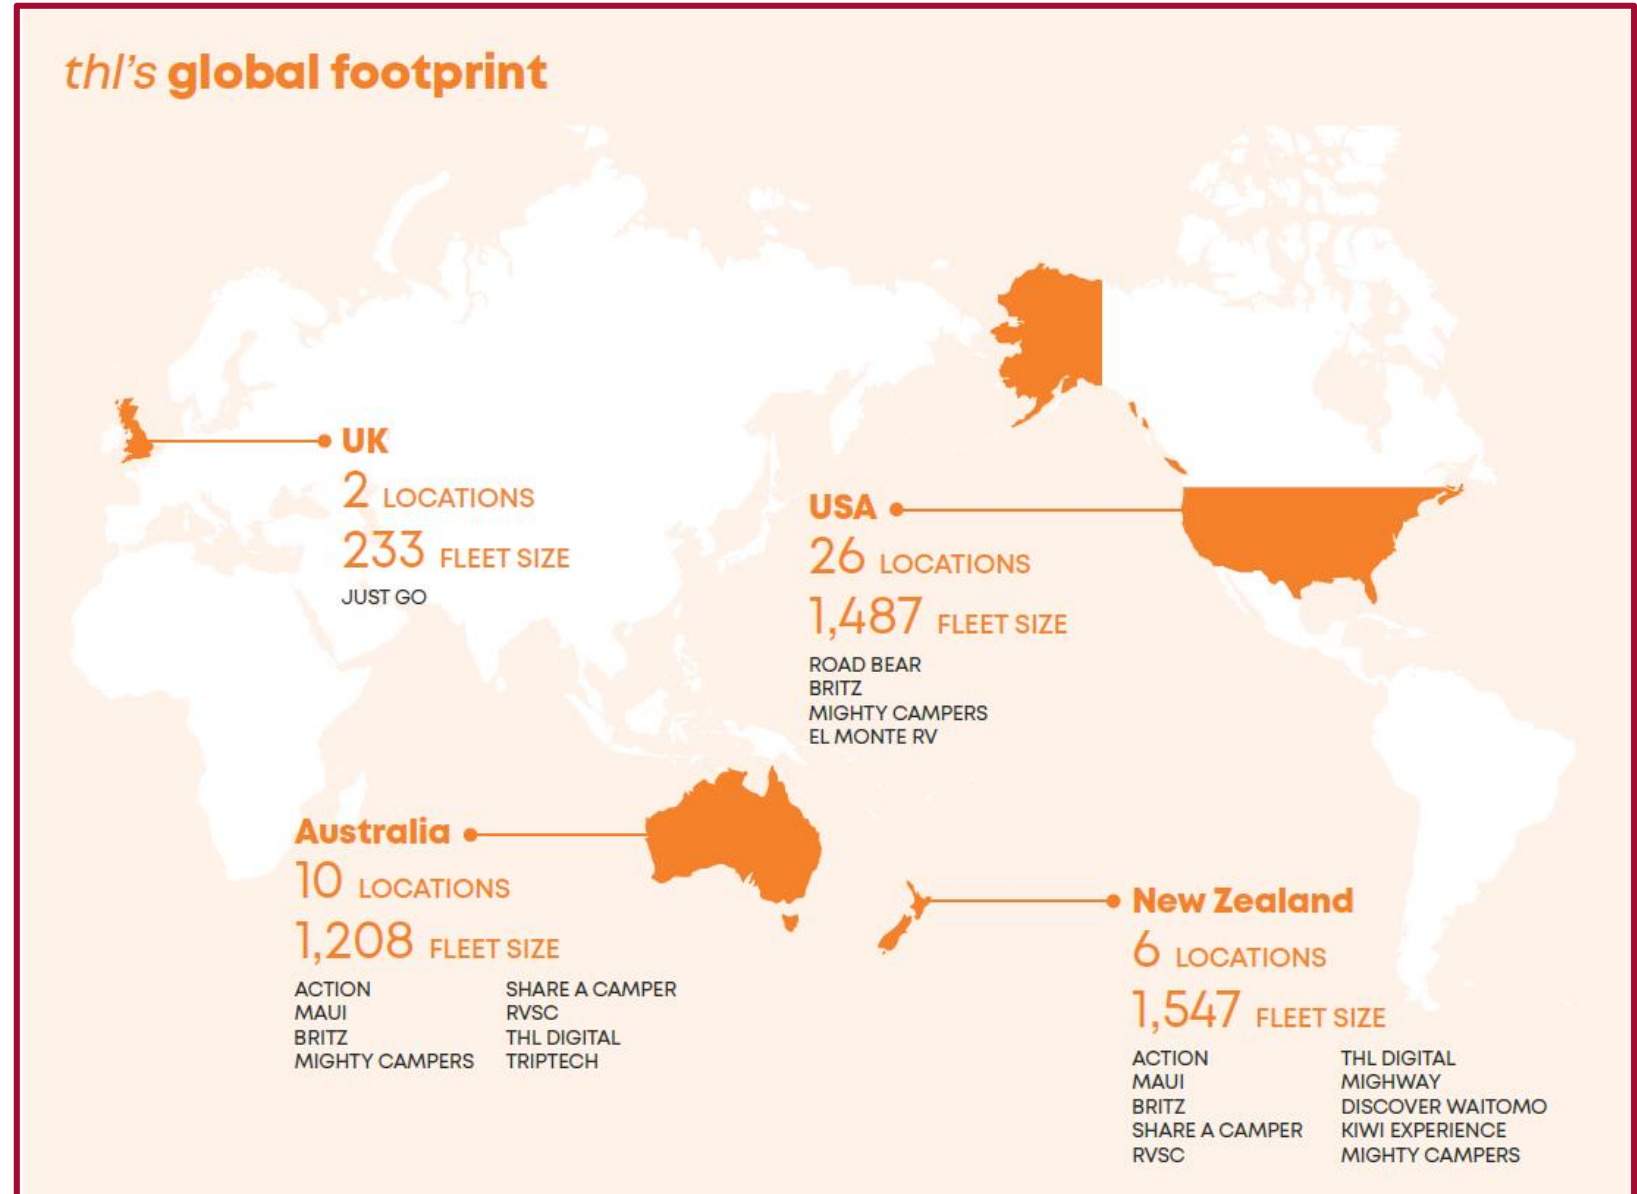 thl's global footprint
UK
2 LOCATIONS
233 FLEET SIZE
JUST GO
USA
26 LOCATIONS
1,487 FLEET SIZE
ROAD BEAR
BRITZ
MIGHTY CAMPERS
EL MONTE RV
Australia
10 LOCATIONS
1,208 FLEET SIZE
ACTION
MAUI
BRITZ
MIGHTY CAMPERS
SHARE A CAMPER
RVSC
THL DIGITAL
TRIPTECH
New Zealand
6 LOCATIONS
1,547 FLEET SIZE
ACTION
MAUI
BRITZ
SHARE A CAMPER
RVSC
THL DIGITAL
MIGHWAY
DISCOVER WAITOMO
KIWI EXPERIENCE
MIGHTY CAMPERS